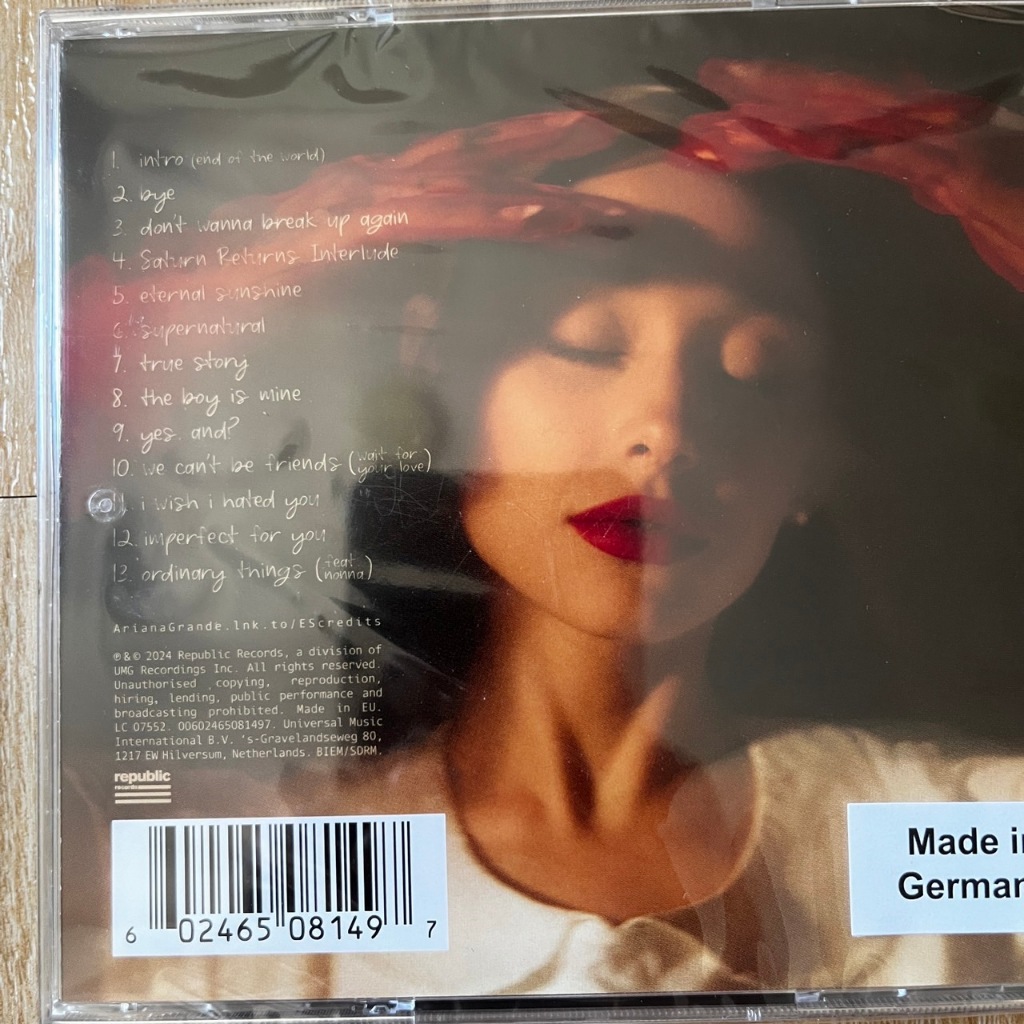 1. intro (end of the world)
2. bye
3. don't wanna break up again
4. Saturn Returns Interlude
5. eternal sunshine
6. supernatural
7. true story
8. the boy is mine
9. yes, and?
10. we can't be friends (wait for your love)
11. i wish i hated you
12. imperfect for you
13. ordinary things (feat nonna)
ArianaGrande.lnk.to/EScredits
℗&© 2024 Republic Records, a division of
UMG Recordings Inc. All rights reserved.
Unauthorised copying, reproduction,
hiring, lending, public performance and
broadcasting prohibited. Made in EU.
LC 07552. 00602465081497. Universal Music
International B.V. 's-Gravelandseweg 80,
1217 EW Hilversum, Netherlands. BIEM/SDRM.
republic
records
6 02465 08149 7
Made i
German